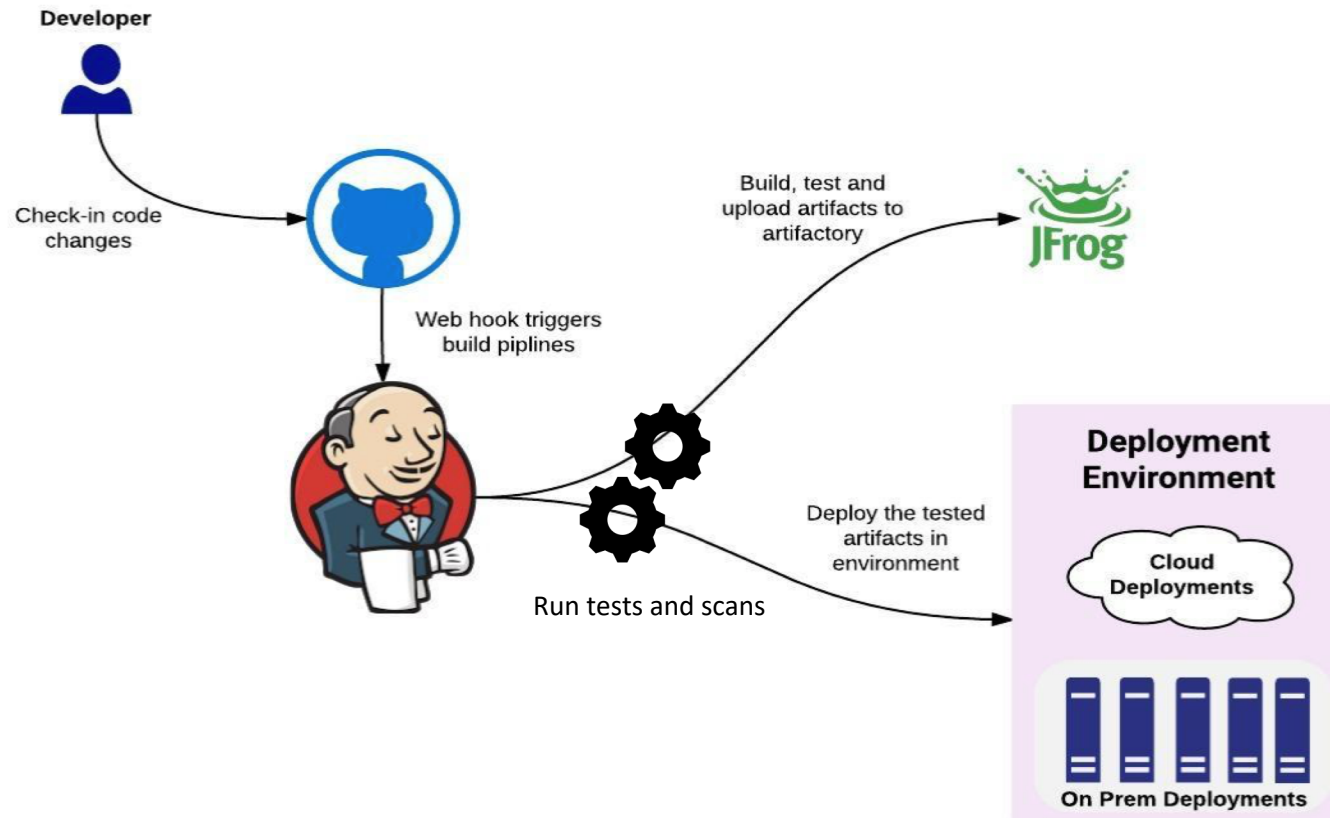 Developer
Check-in code
changes
Web hook triggers
build piplines
Build, test and
upload artifacts to
artifactory
JFrog
Run tests and scans
Deploy the tested
artifacts in
environment
Deployment
Environment
Cloud
Deployments
On Prem Deployments